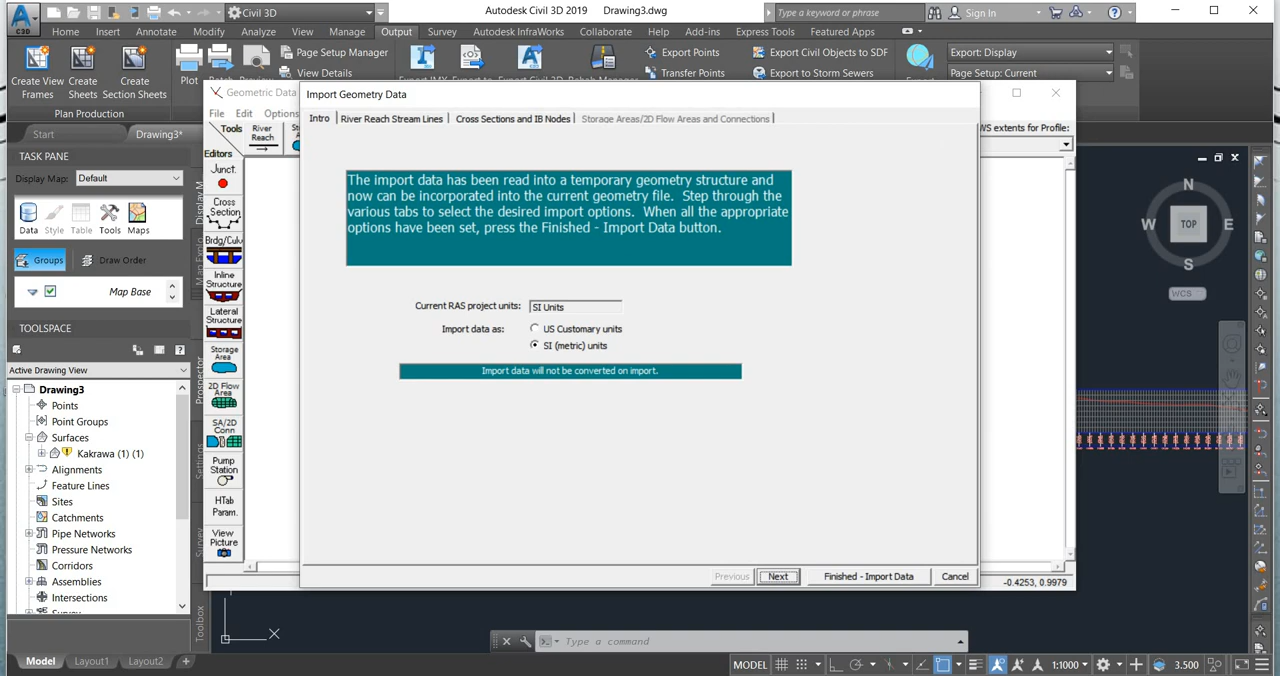 Civil 3D
Autodesk Civil 3D 2019 Drawing3.dwg
Type a keyword or phrase
Sign In
C3D
Home Insert Annotate Modify Analyze View Manage Output Survey Autodesk InfraWorks Collaborate Help Add-ins Express Tools Featured Apps
Create View Frames
Create Sheets
Create Section Sheets
Plan Production
Plot
Page Setup Manager
View Details
Export Points
Transfer Points
Export Civil Objects to SDF
Export to Storm Sewers
Export: Display
Page Setup: Current
Start
Drawing3*
TASK PANE
Display Map: Default
Data Style Table Tools Maps
Groups Draw Order
Map Base
TOOLSPACE
Active Drawing View
Drawing3
Points
Point Groups
Surfaces
Kakrawa (1) (1)
Alignments
Feature Lines
Sites
Catchments
Pipe Networks
Pressure Networks
Corridors
Assemblies
Intersections
Survey
Prospector
Settings
Survey
Toolbox
Geometric Data
File Edit Options
Tools
River Reach
Editors
Junct.
Cross Section
Brdg/Culv
Inline Structure
Lateral Structure
Storage Area
2D Flow Area
SA/2D Conn
Pump Station
HTab Param.
View Picture
WS extents for Profile:
Import Geometry Data
Intro River Reach Stream Lines Cross Sections and IB Nodes Storage Areas/2D Flow Areas and Connections
The import data has been read into a temporary geometry structure and
now can be incorporated into the current geometry file. Step through the
various tabs to select the desired import options. When all the appropriate
options have been set, press the Finished - Import Data button.
Current RAS project units: SI Units
Import data as: US Customary units
SI (metric) units
Import data will not be converted on import.
Previous Next Finished - Import Data Cancel
-0.4253, 0.9979
N
W TOP E
S
WCS
Type a command
Model Layout1 Layout2 +
MODEL
1:1000
3.500